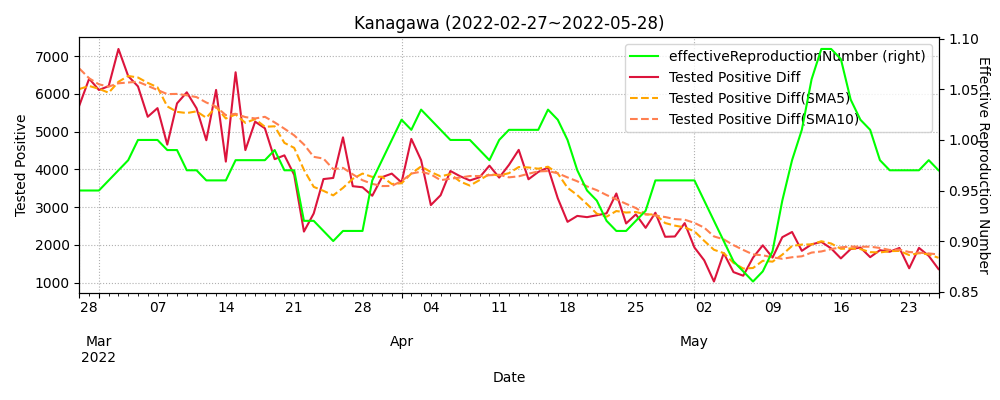 Kanagawa (2022-02-27~2022-05-28)
effectiveReproductionNumber (right)
Tested Positive Diff
Tested Positive Diff(SMA5)
Tested Positive Diff(SMA10)
Tested Positive
7000
6000
5000
4000
3000
2000
1000
1.10
1.05
1.00
0.95
0.90
0.85
Effective Reproduction Number
28 07 14 21 28 04 11 18 25 02 09 16 23
Mar Apr May
2022
Date